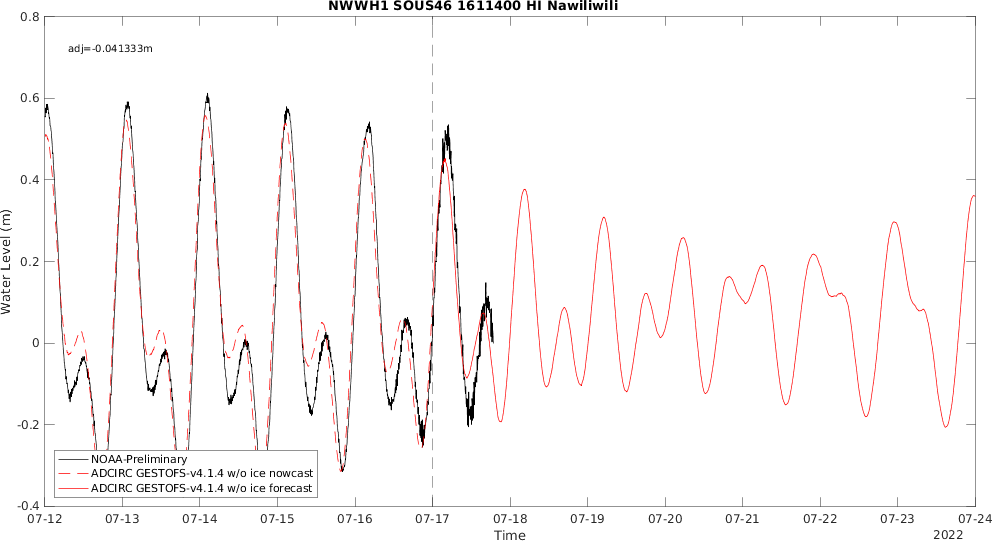 NWWH1 SOUS46 1611400 HI Nawiliwili
adj=-0.041333m
0.8
0.6
0.4
0.2
0
-0.2
-0.4
Water Level (m)
NOAA-Preliminary
ADCIRC GESTOFS-v4.1.4 w/o ice nowcast
ADCIRC GESTOFS-v4.1.4 w/o ice forecast
07-12 07-13 07-14 07-15 07-16 07-17 07-18 07-19 07-20 07-21 07-22 07-23 07-24
Time
2022